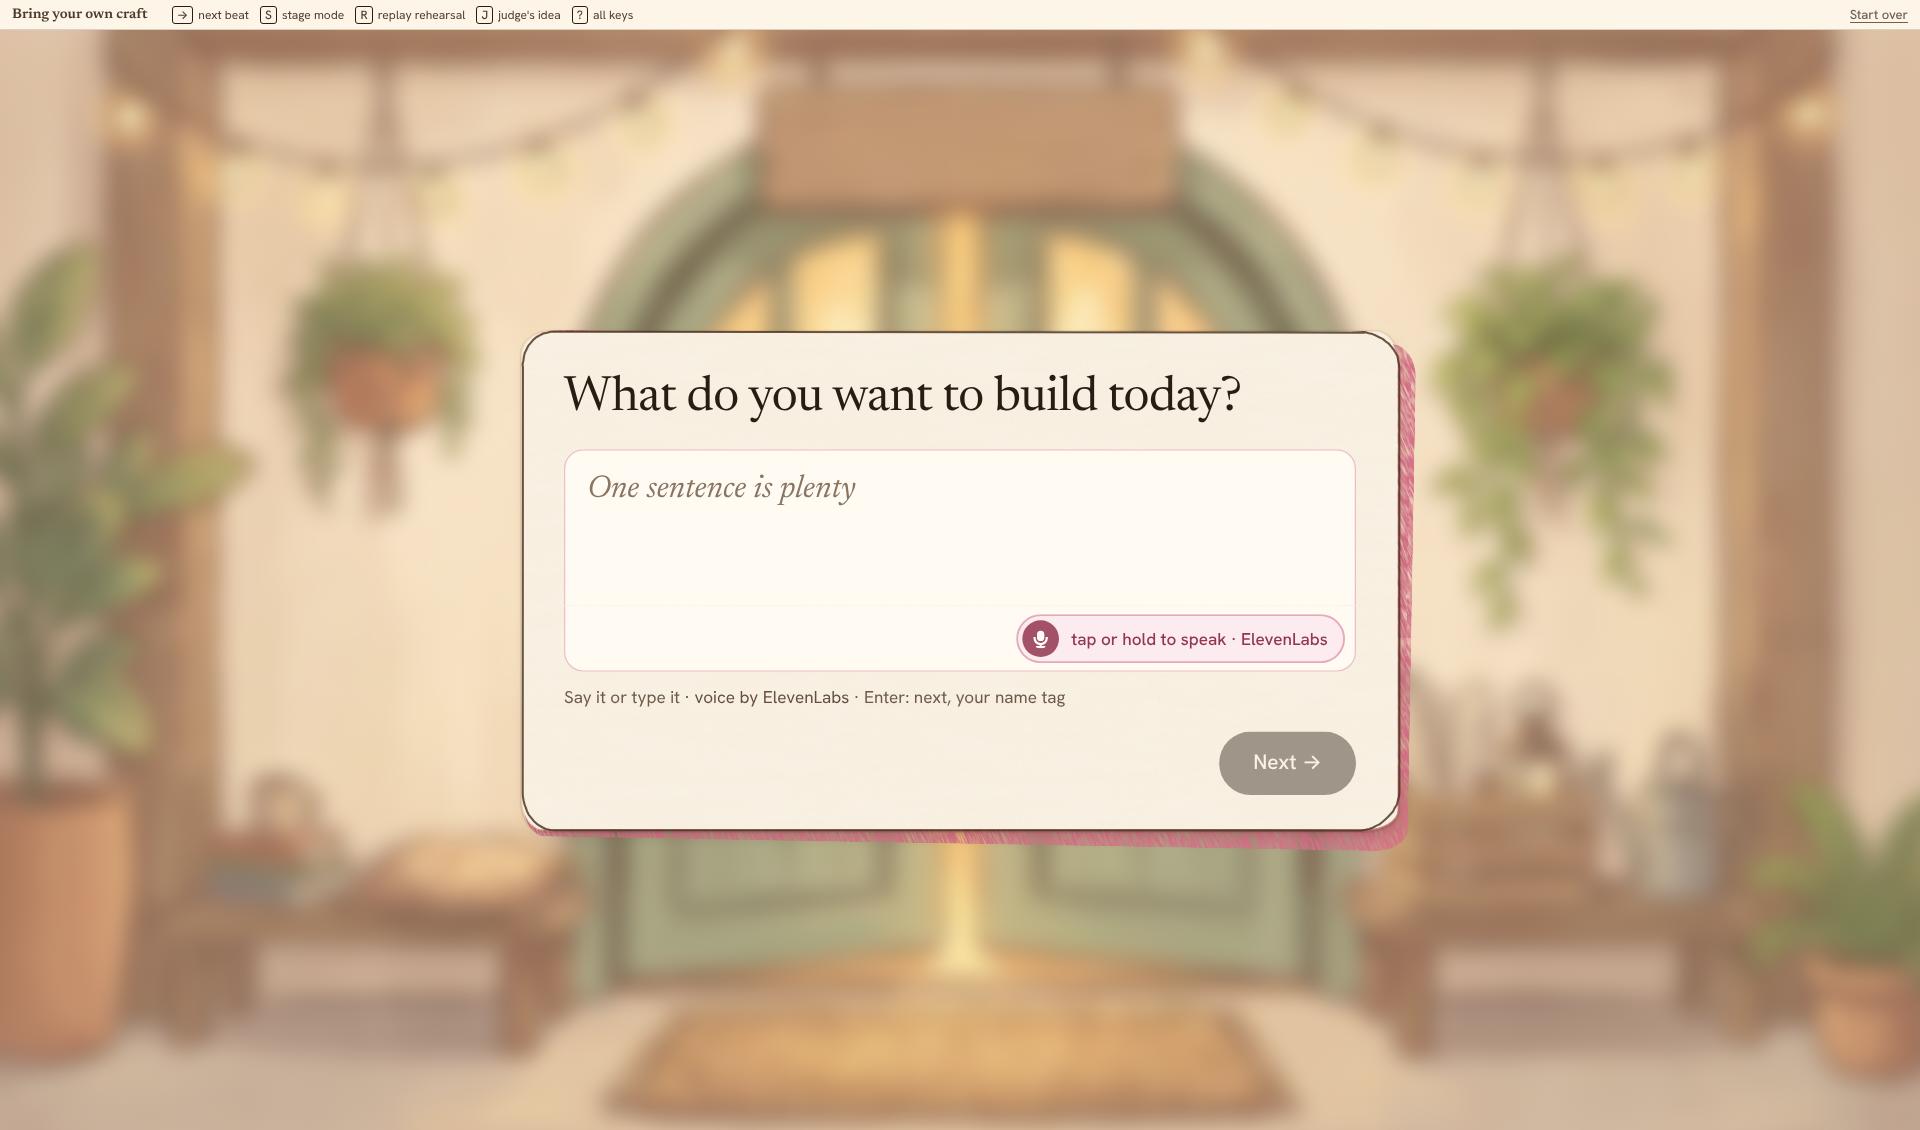 Bring your own craft → next beat S stage mode R replay rehearsal J judge's idea ? all keys Start over
What do you want to build today?
One sentence is plenty
tap or hold to speak · ElevenLabs
Say it or type it · voice by ElevenLabs · Enter: next, your name tag
Next →